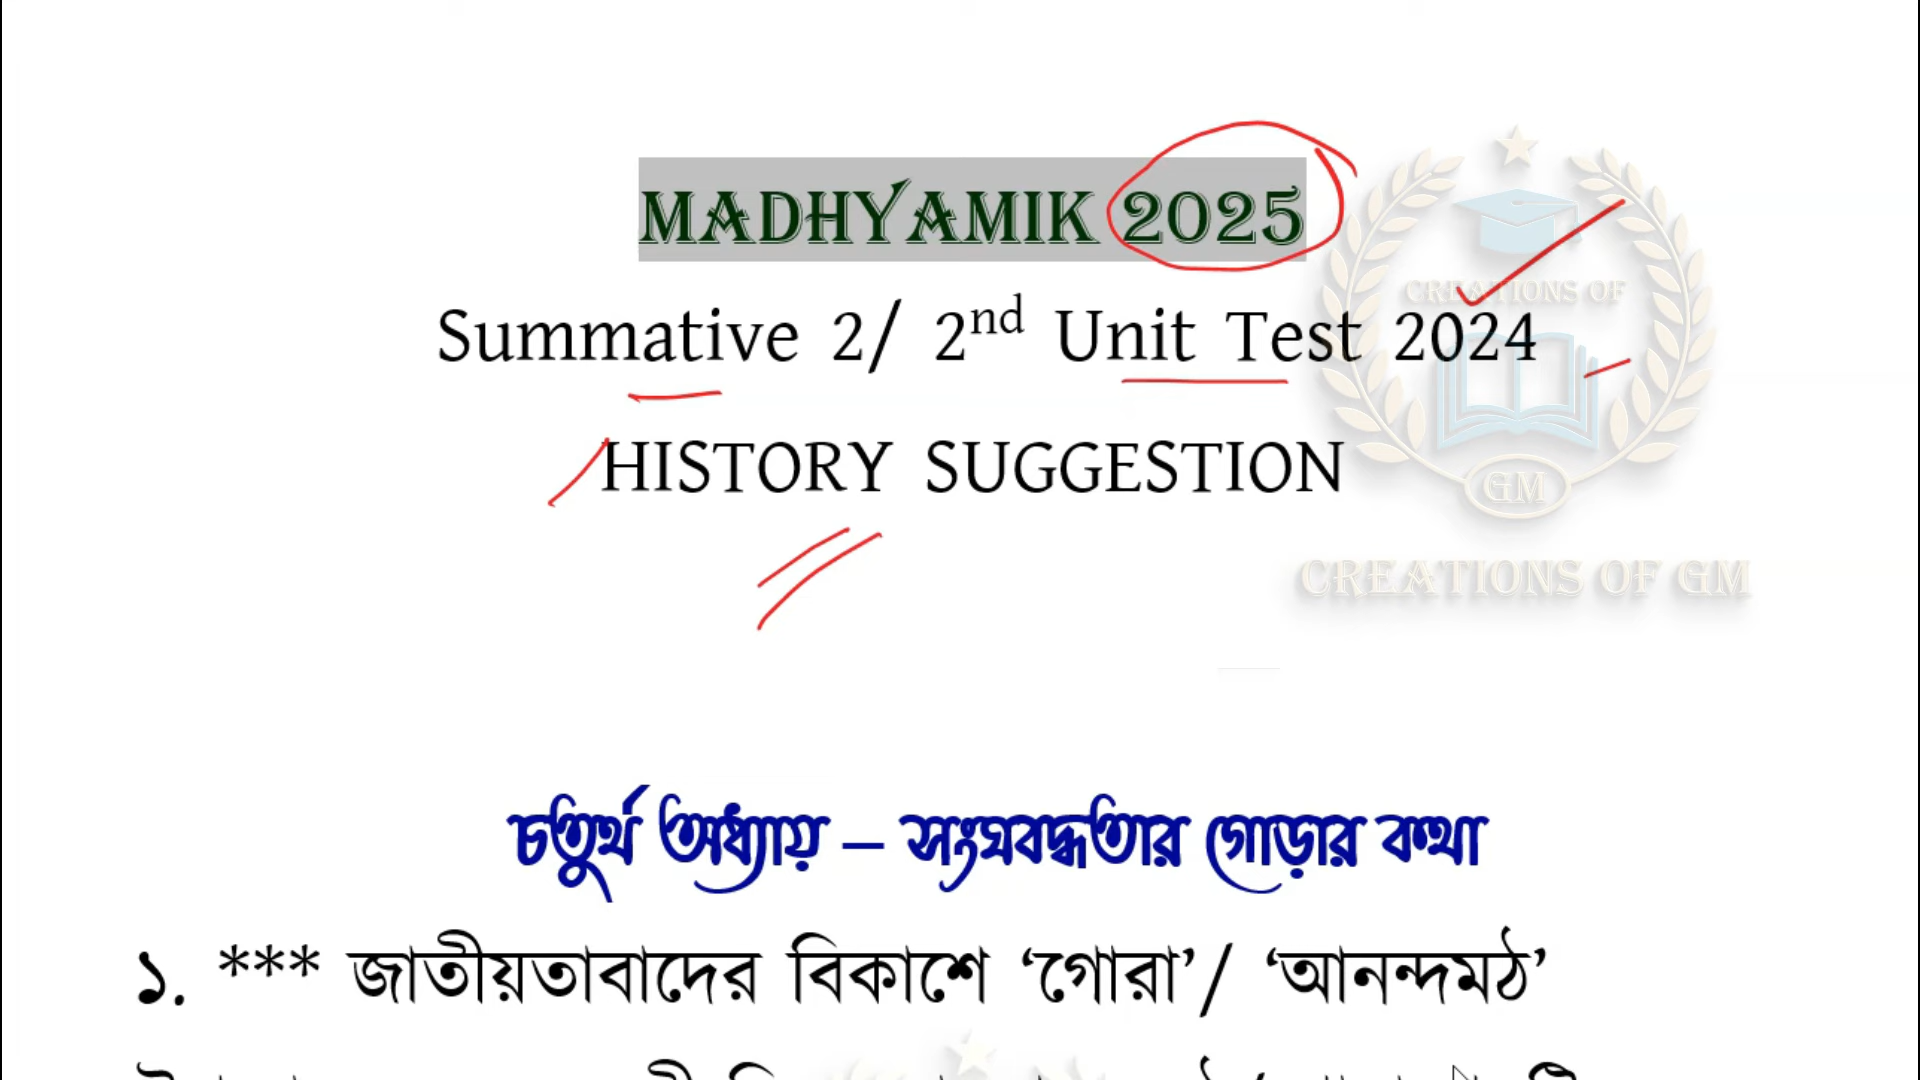 MADHYAMIK 2025
Summative 2/ 2nd Unit Test 2024
HISTORY SUGGESTION
CREATIONS OF
GM
CREATIONS OF GM
চতুর্থ অধ্যায় – সংঘবদ্ধতার গোড়ার কথা
১. *** জাতীয়তাবাদের বিকাশে ‘গোরা’/ ‘আনন্দমঠ’